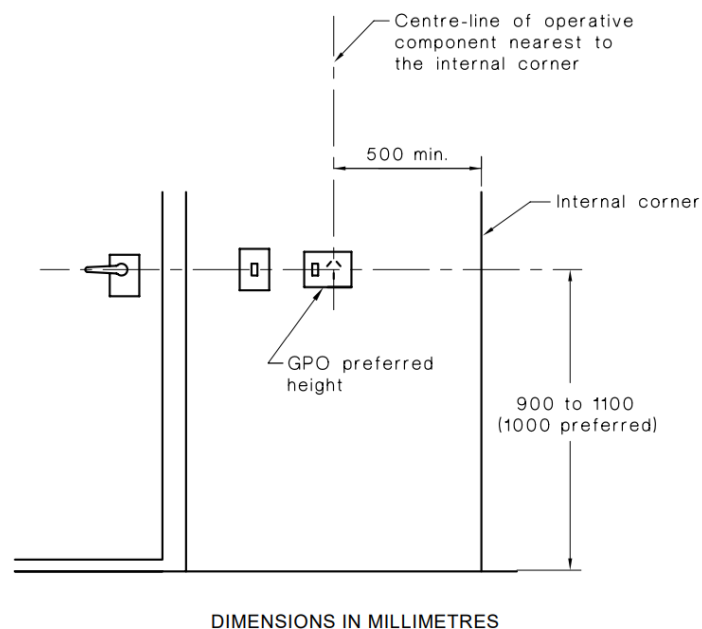 Centre-line of operative
component nearest to
the internal corner
500 min.
Internal corner
GPO preferred
height
900 to 1100
(1000 preferred)
DIMENSIONS IN MILLIMETRES